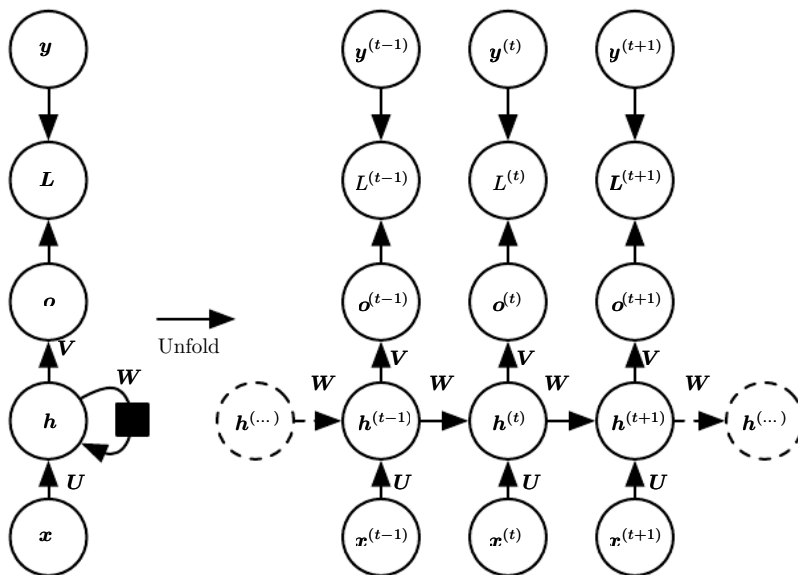 y y^(t−1) y^(t) y^(t+1)
L L^(t−1) L^(t) L^(t+1)
o o^(t−1) o^(t) o^(t+1)
V Unfold V V V
W W W W W
h h^(...) h^(t−1) h^(t) h^(t+1) h^(...)
U U U U
x x^(t−1) x^(t) x^(t+1)